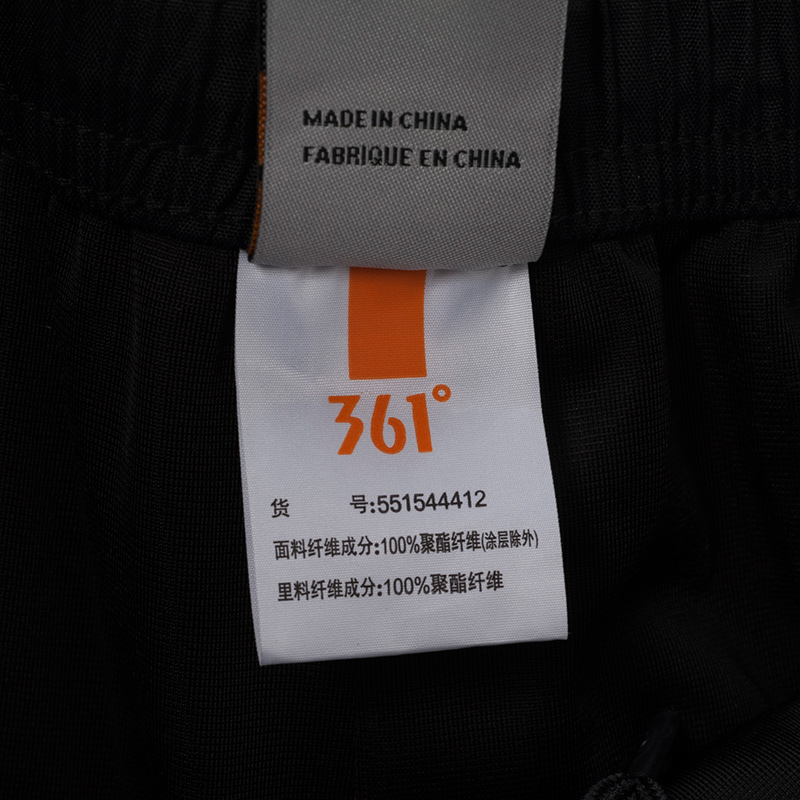 MADE IN CHINA
FABRIQUE EN CHINA
361°
货 号:551544412
面料纤维成分:100%聚酯纤维(涂层除外)
里料纤维成分:100%聚酯纤维